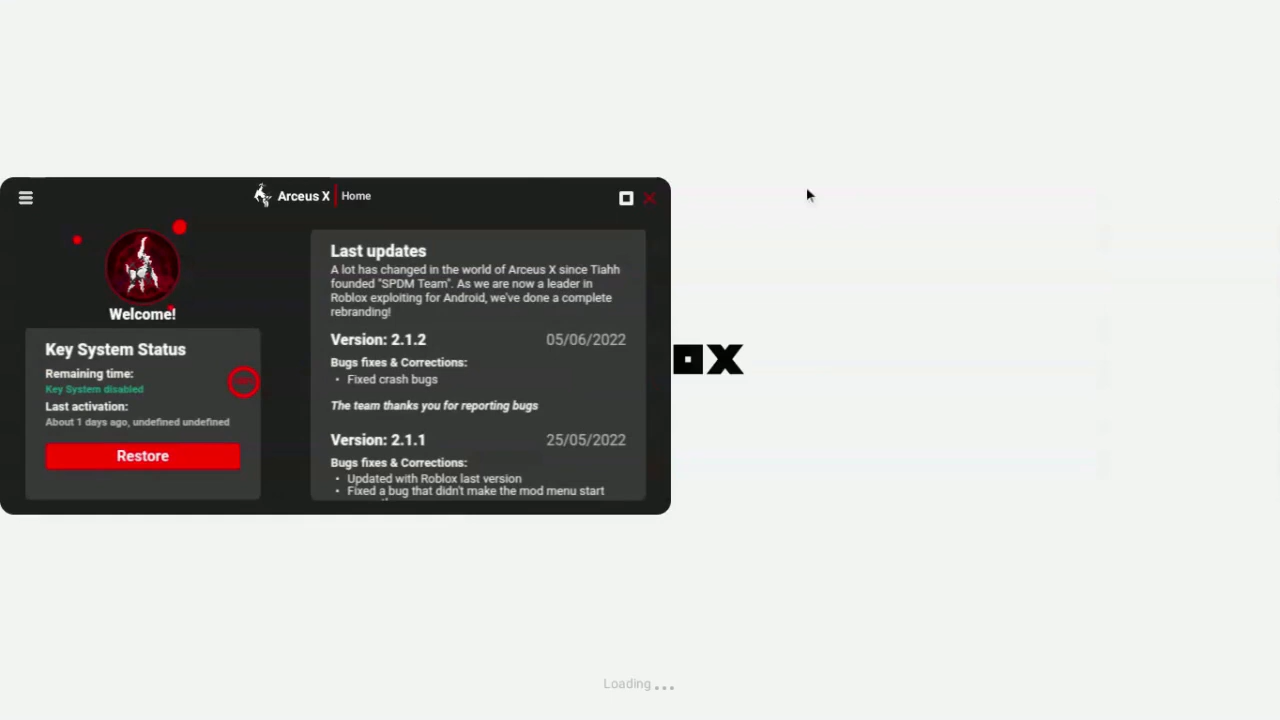 Arceus X | Home
Welcome!
Key System Status
Remaining time:
Key System disabled
Last activation:
About 1 days ago, undefined undefined
Restore
Last updates
A lot has changed in the world of Arceus X since Tiahh
founded "SPDM Team". As we are now a leader in
Roblox exploiting for Android, we've done a complete
rebranding!
Version: 2.1.2 05/06/2022
Bugs fixes & Corrections:
• Fixed crash bugs
The team thanks you for reporting bugs
Version: 2.1.1 25/05/2022
Bugs fixes & Corrections:
• Updated with Roblox last version
• Fixed a bug that didn't make the mod menu start
OX
Loading...